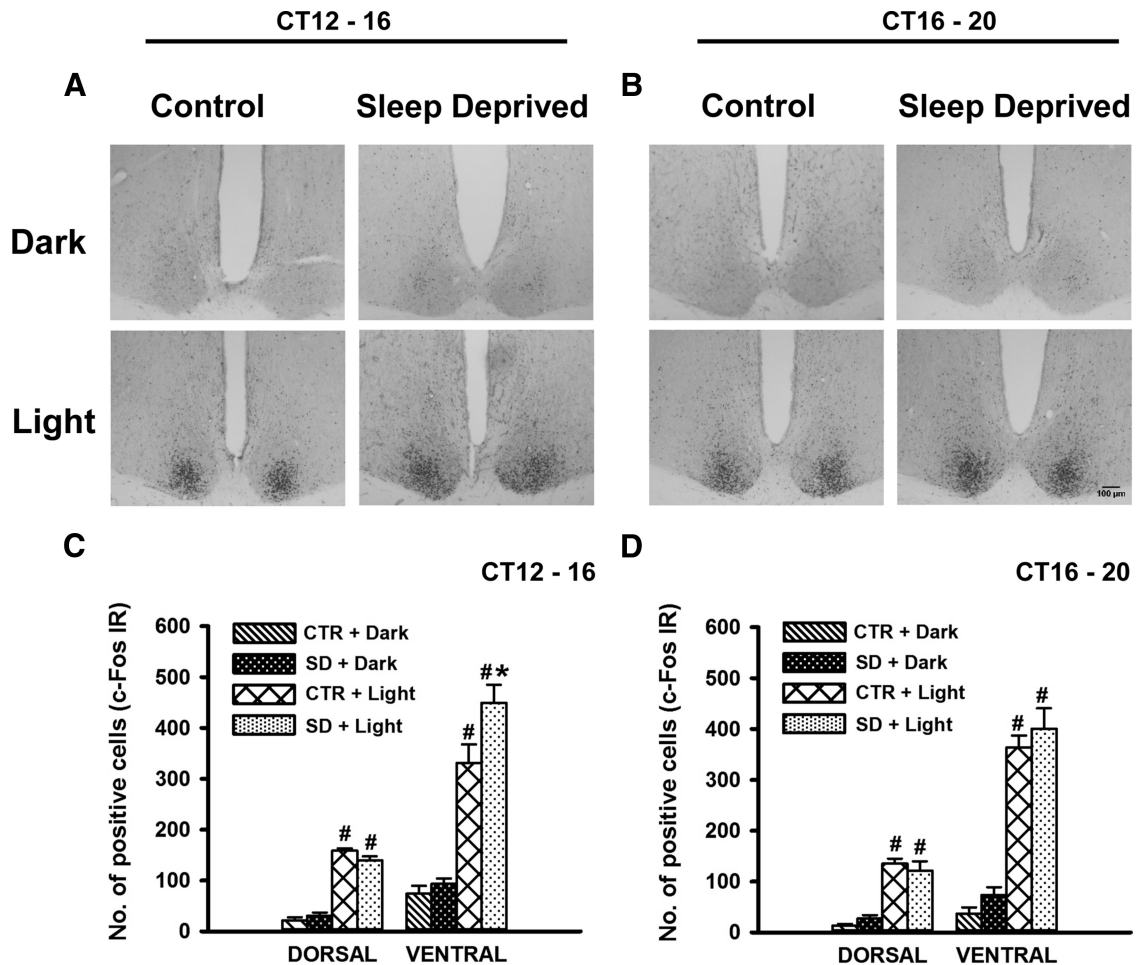 CT12 - 16
CT16 - 20
A
B
Control
Sleep Deprived
Control
Sleep Deprived
Dark
Light
100 µm
C
D
CT12 - 16
CT16 - 20
No. of positive cells (c-Fos IR)
600
500
400
300
200
100
0
CTR + Dark
SD + Dark
CTR + Light
SD + Light
#
#
#
#*
DORSAL
VENTRAL
No. of positive cells (c-Fos IR)
600
500
400
300
200
100
0
CTR + Dark
SD + Dark
CTR + Light
SD + Light
#
#
#
#
DORSAL
VENTRAL